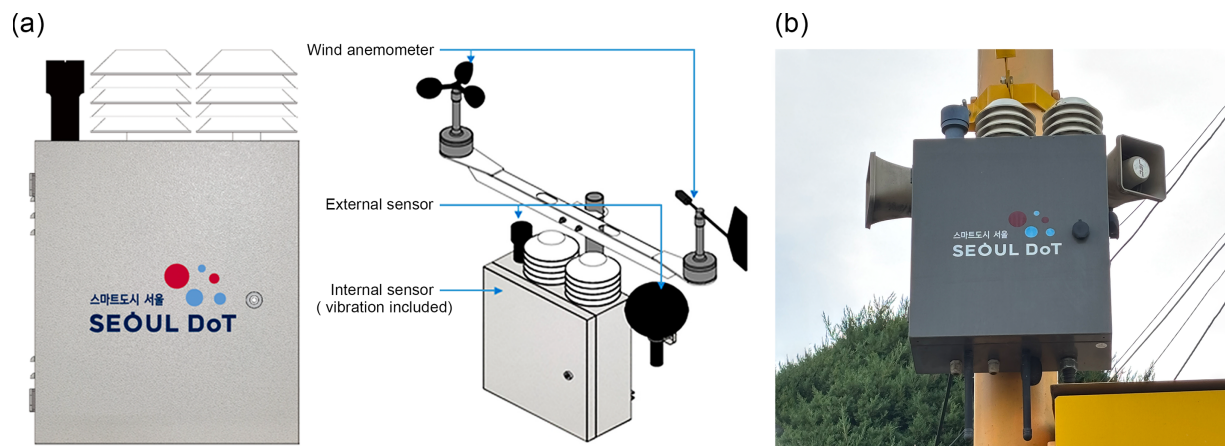 (a)
스마트도시 서울
SEOUL DoT
Wind anemometer
External sensor
Internal sensor
( vibration included)
(b)
스마트도시 서울
SEOUL DoT